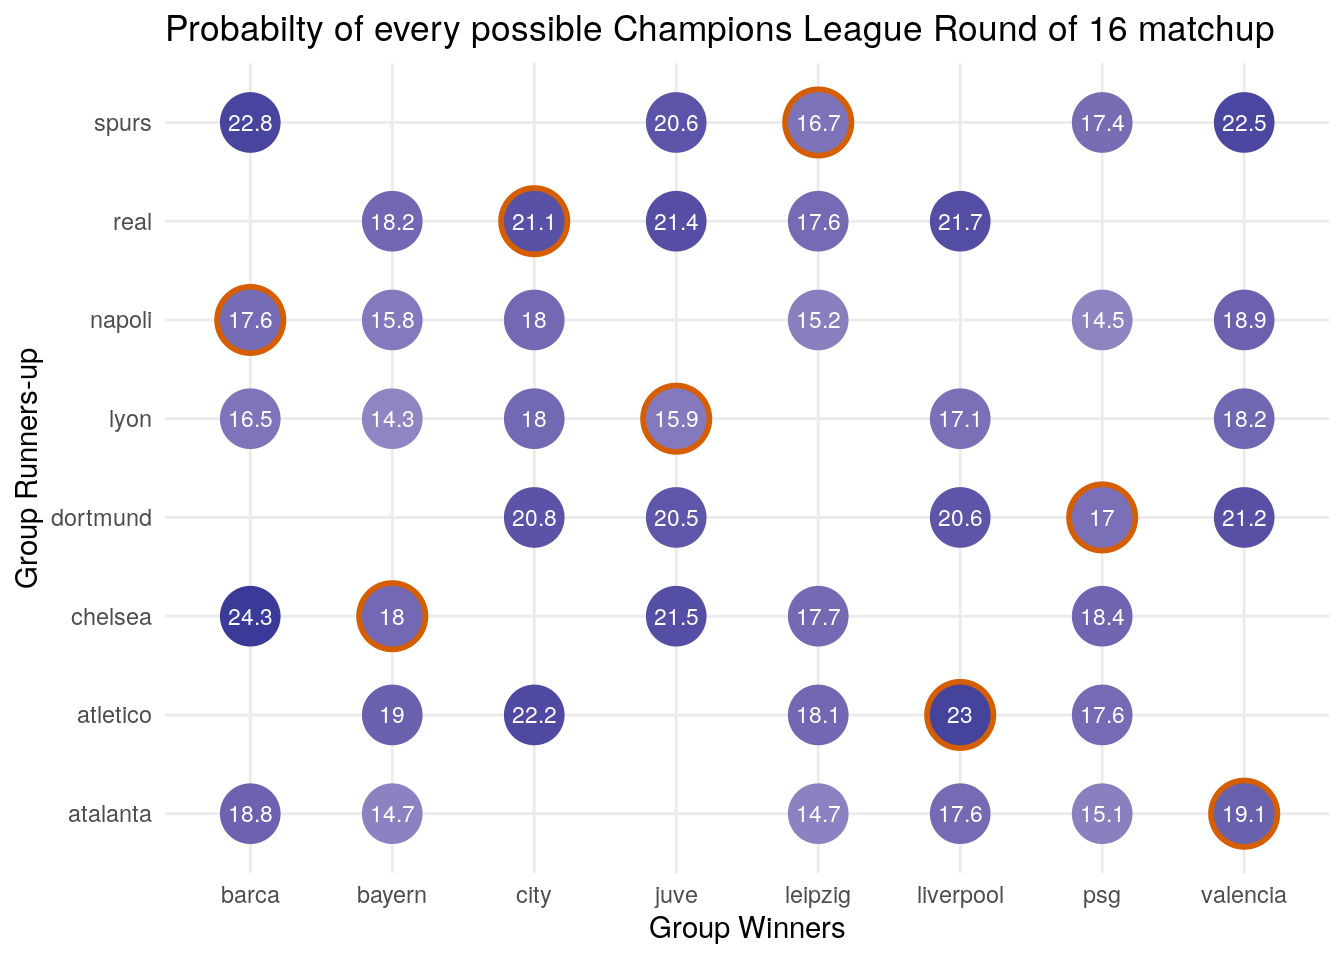 Probabilty of every possible Champions League Round of 16 matchup
spurs 22.8 20.6 16.7 17.4 22.5
real 18.2 21.1 21.4 17.6 21.7
napoli 17.6 15.8 18 15.2 14.5 18.9
lyon 16.5 14.3 18 15.9 17.1 18.2
dortmund 20.8 20.5 20.6 17 21.2
chelsea 24.3 18 21.5 17.7 18.4
atletico 19 22.2 18.1 23 17.6
atalanta 18.8 14.7 14.7 17.6 15.1 19.1
barca bayern city juve leipzig liverpool psg valencia
Group Winners
Group Runners-up